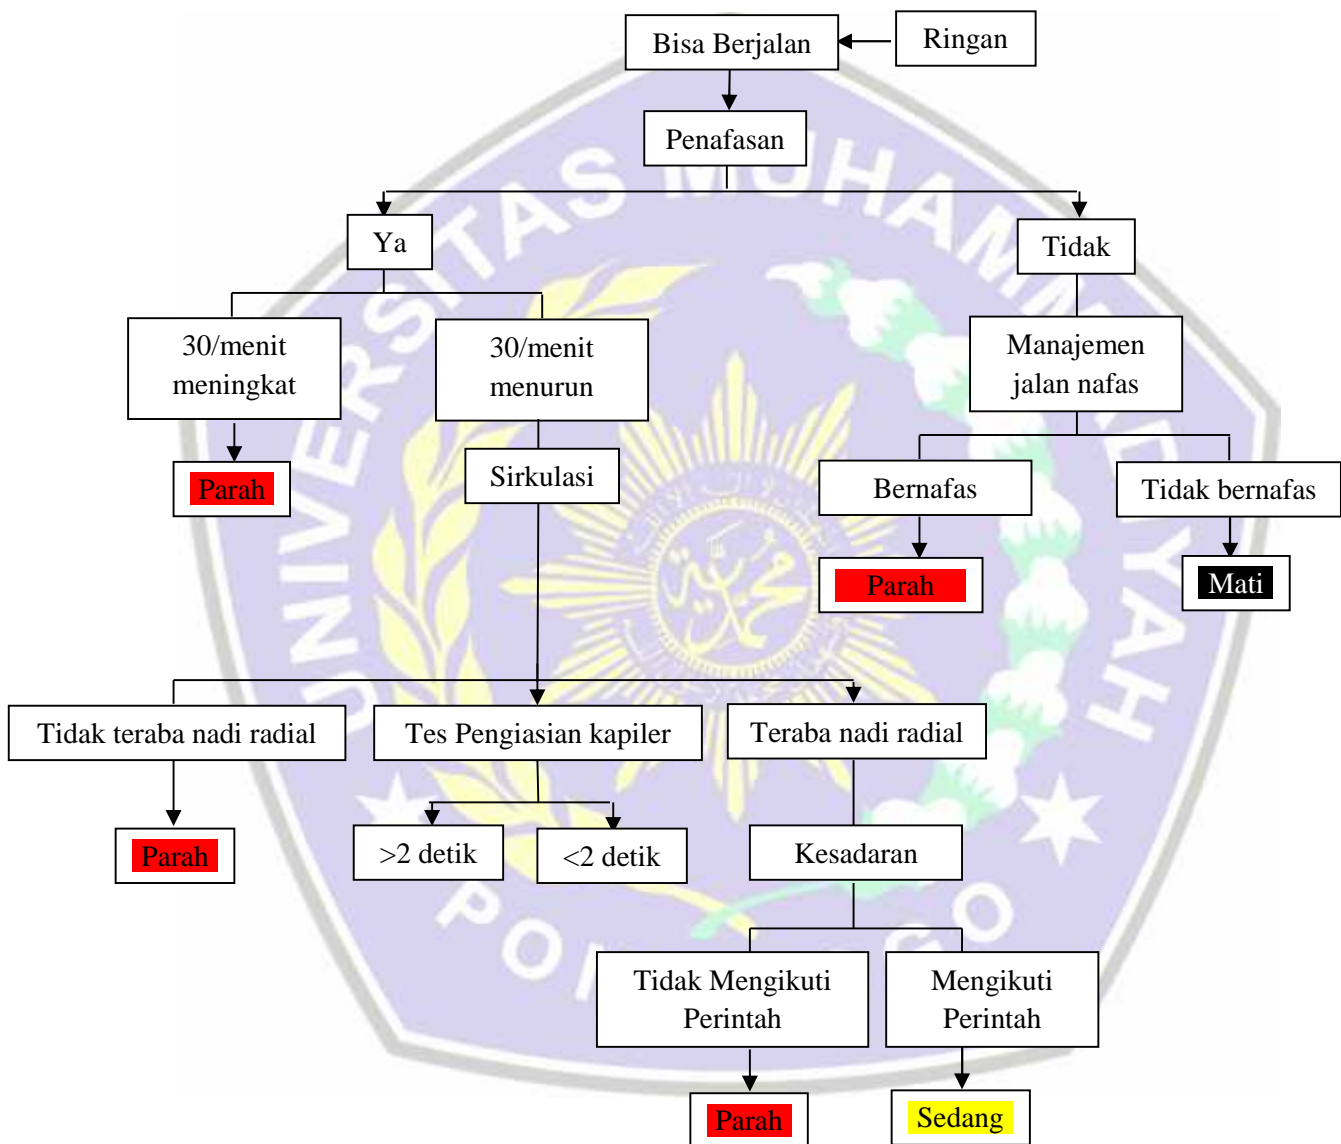 Bisa Berjalan
Ringan
Penafasan
Ya
Tidak
30/menit
meningkat
30/menit
menurun
Manajemen
jalan nafas
Parah
Sirkulasi
Bernafas
Tidak bernafas
Parah
Mati
Tidak teraba nadi radial
Tes Pengiasian kapiler
Teraba nadi radial
Parah
>2 detik
<2 detik
Kesadaran
Tidak Mengikuti
Perintah
Mengikuti
Perintah
Parah
Sedang
UNIVERSITAS MUHAMMADIYAH